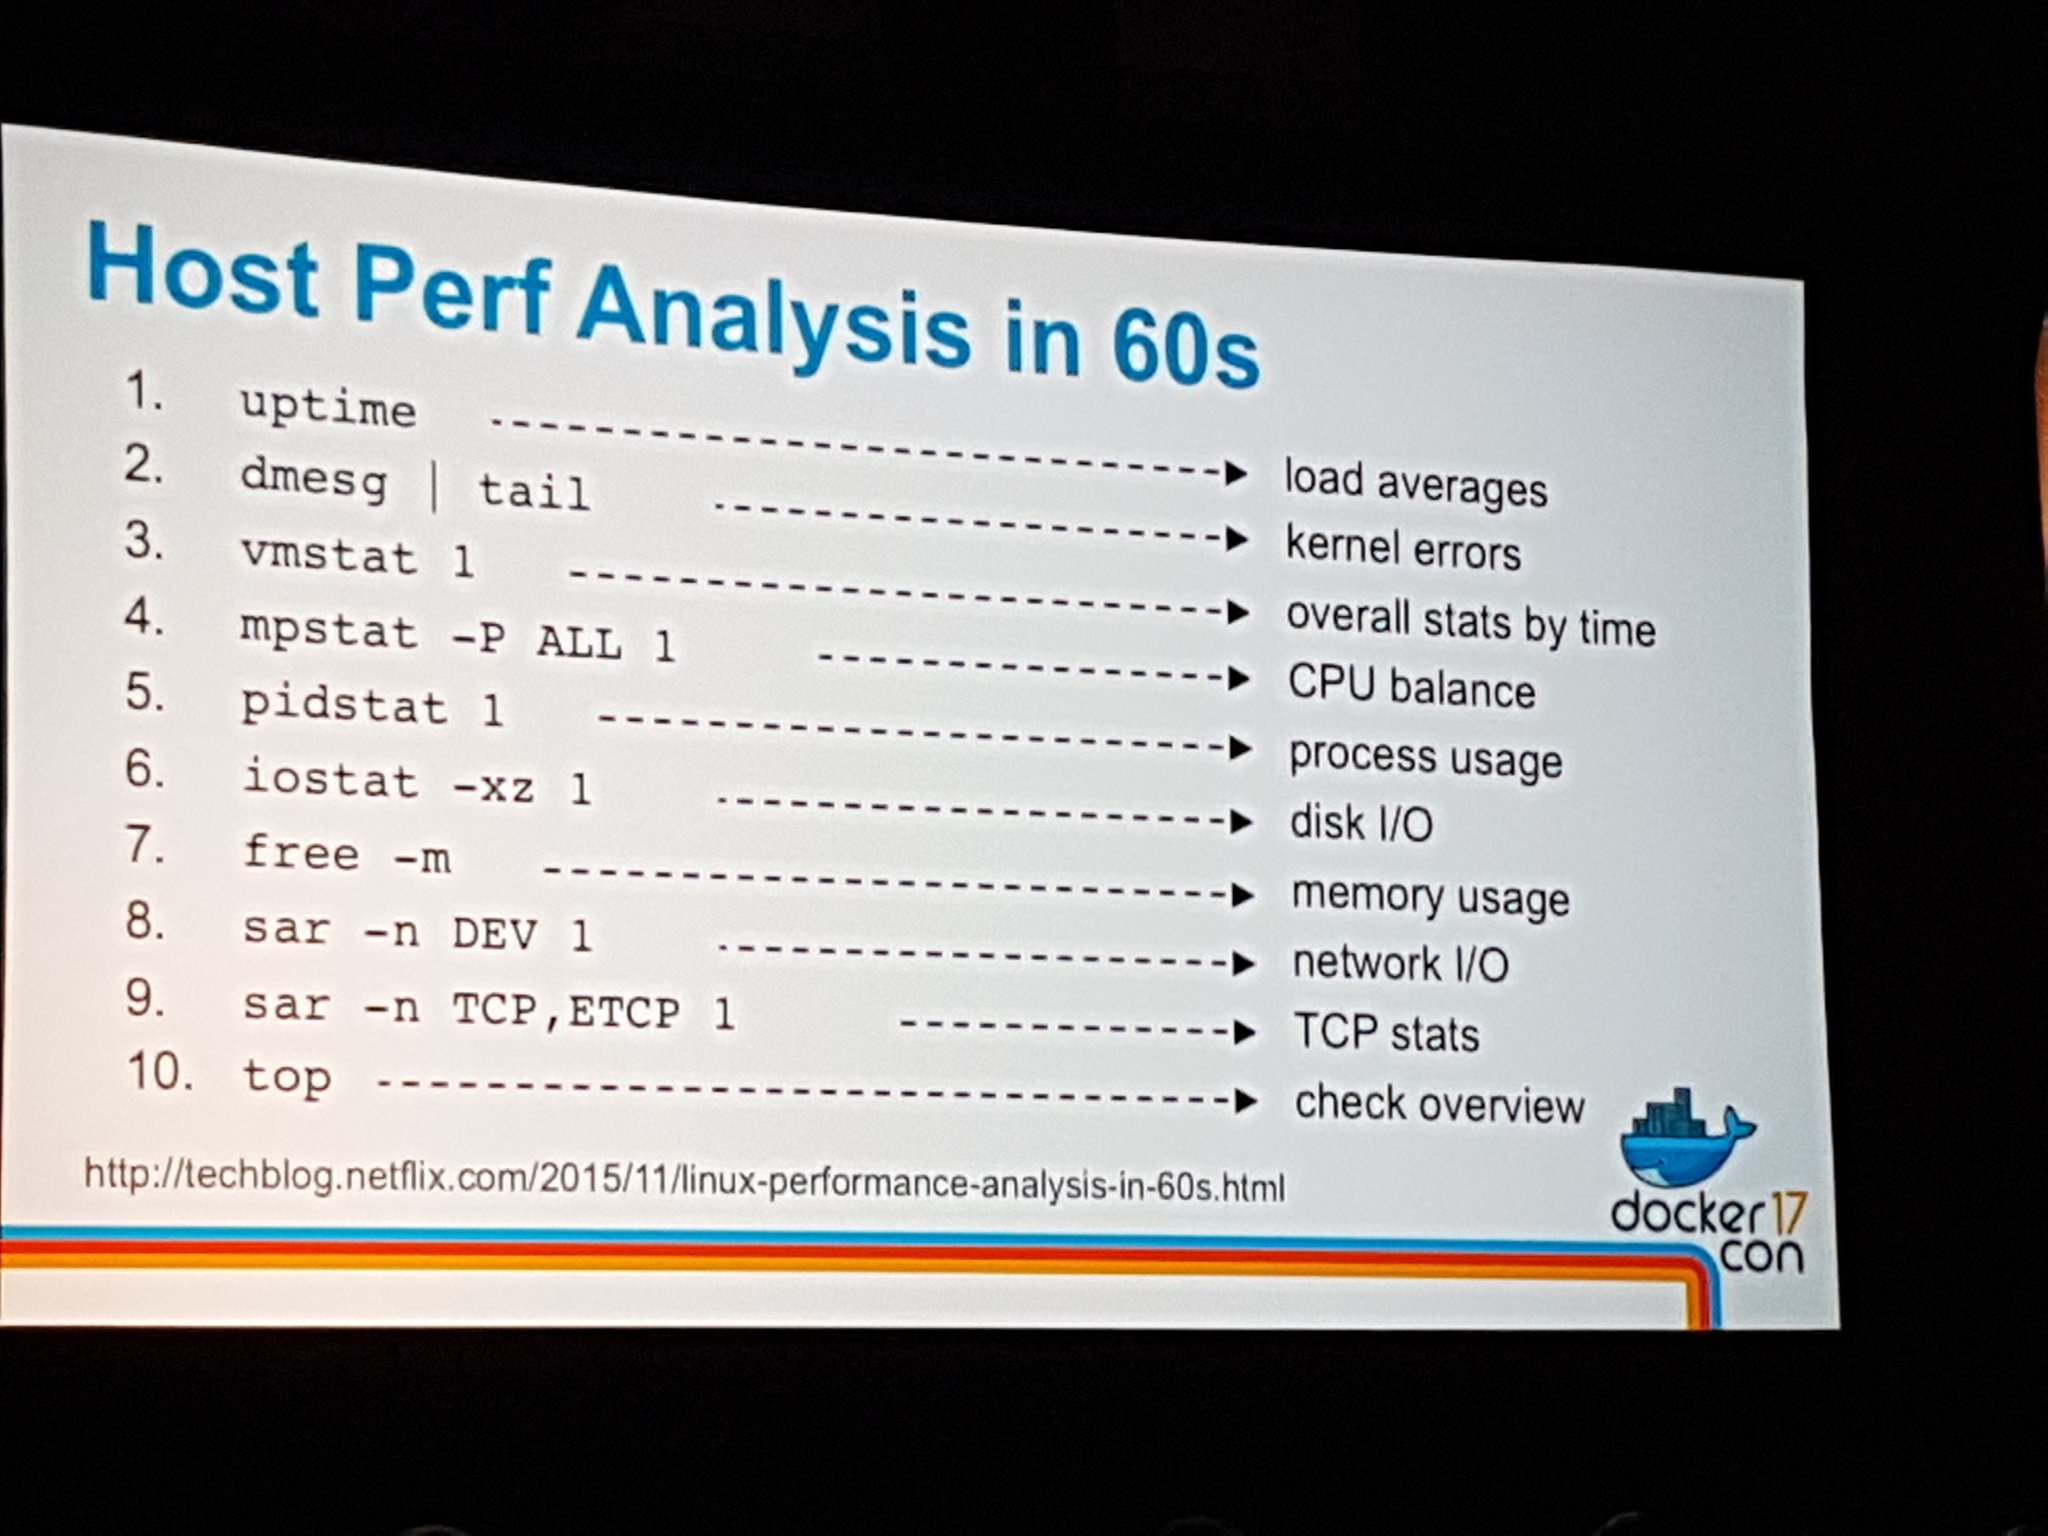 Host Perf Analysis in 60s
1. uptime -----------------------------> load averages
2. dmesg | tail -------------------> kernel errors
3. vmstat 1 -------------------------> overall stats by time
4. mpstat -P ALL 1 ----------------> CPU balance
5. pidstat 1 ------------------------> process usage
6. iostat -xz 1 -------------------> disk I/O
7. free -m --------------------------> memory usage
8. sar -n DEV 1 -------------------> network I/O
9. sar -n TCP,ETCP 1 ------------> TCP stats
10. top -------------------------------> check overview
http://techblog.netflix.com/2015/11/linux-performance-analysis-in-60s.html
docker 17
con